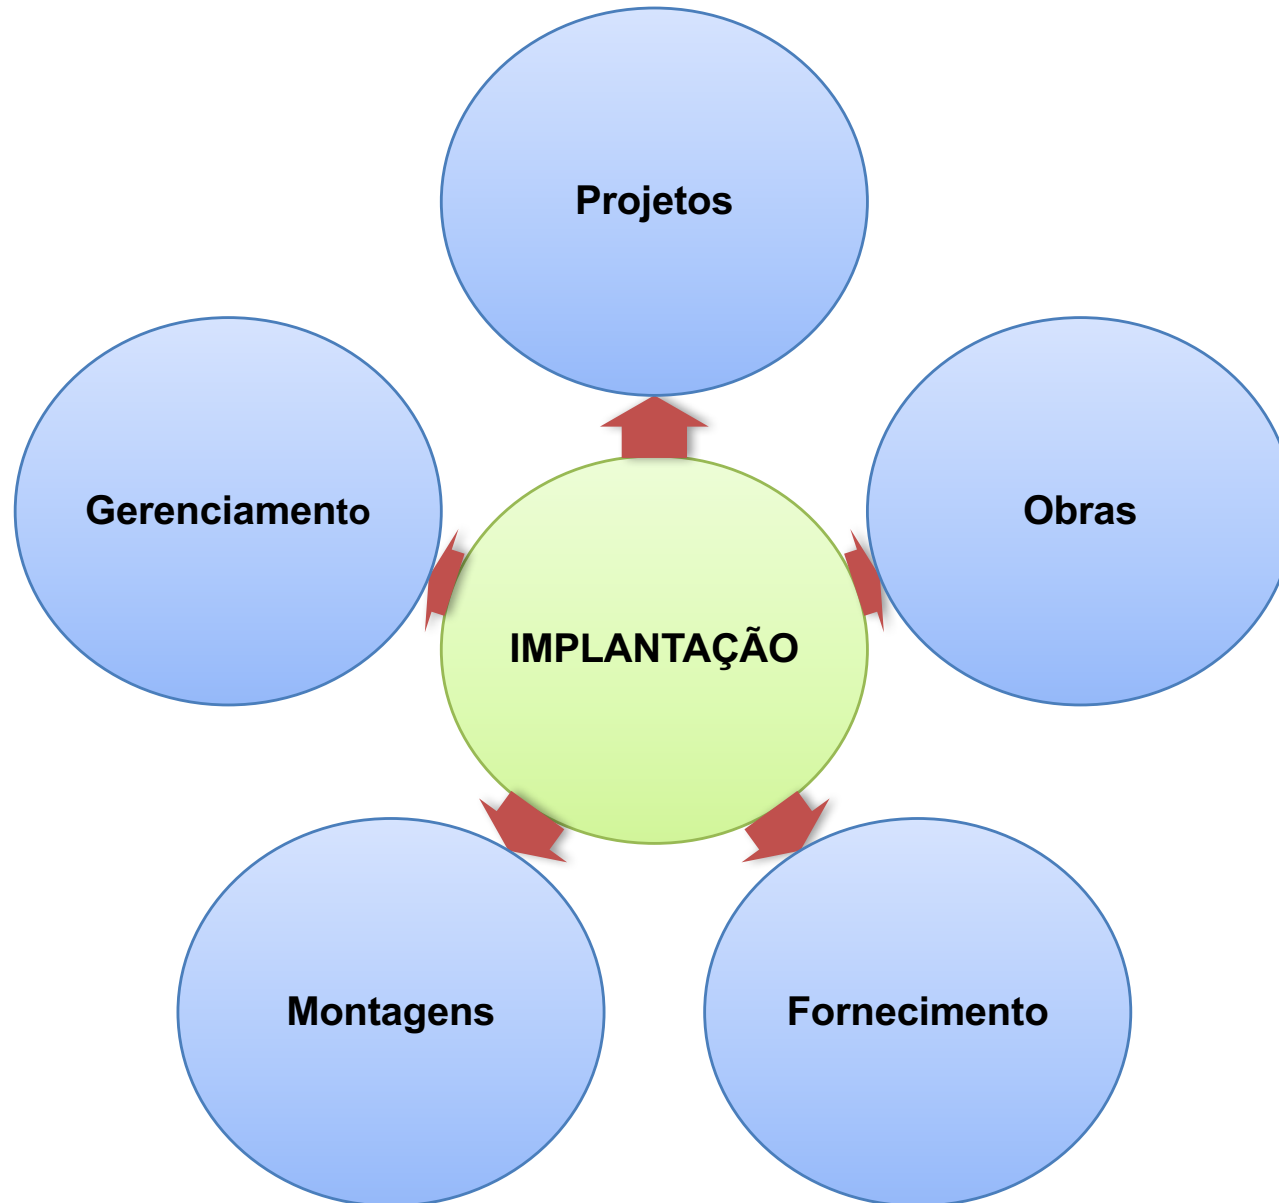 Projetos
Gerenciamento
Obras
IMPLANTAÇÃO
Montagens
Fornecimento